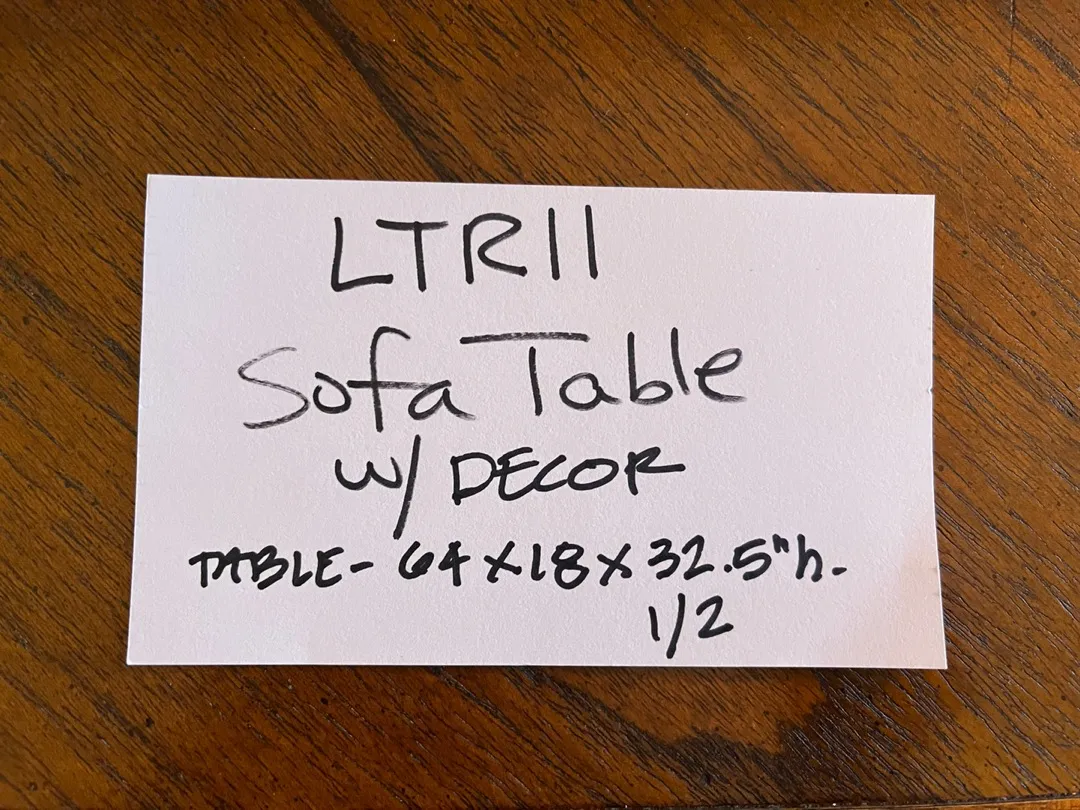 LTR11
Sofa Table
W/ DECOR
TABLE- 64 X 18 X 32.5"h.
1/2